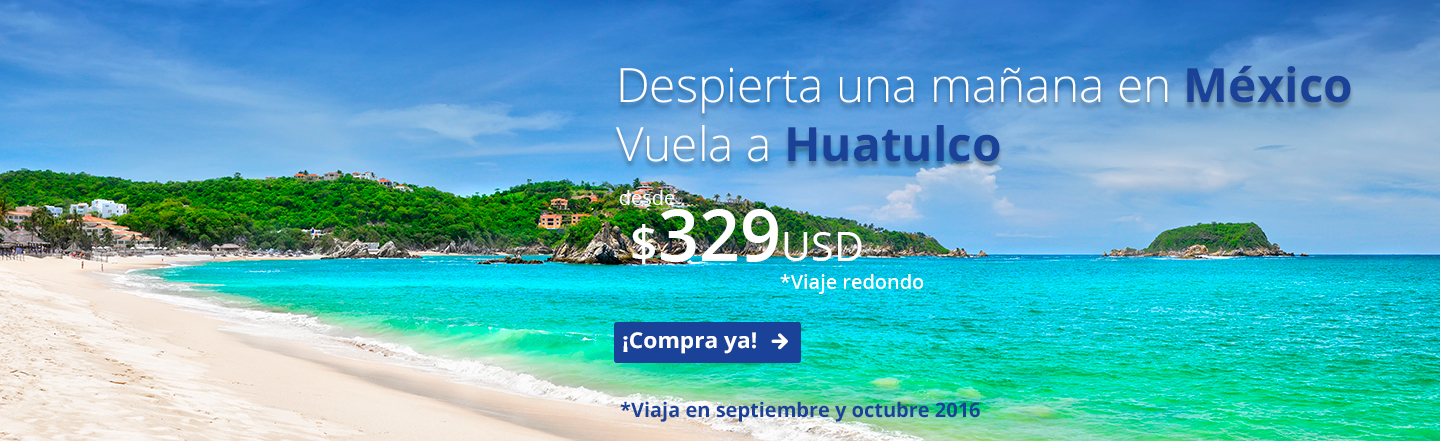 Despierta una mañana en México
Vuela a Huatulco
desde
$329USD
*Viaje redondo
¡Compra ya!
*Viaja en septiembre y octubre 2016